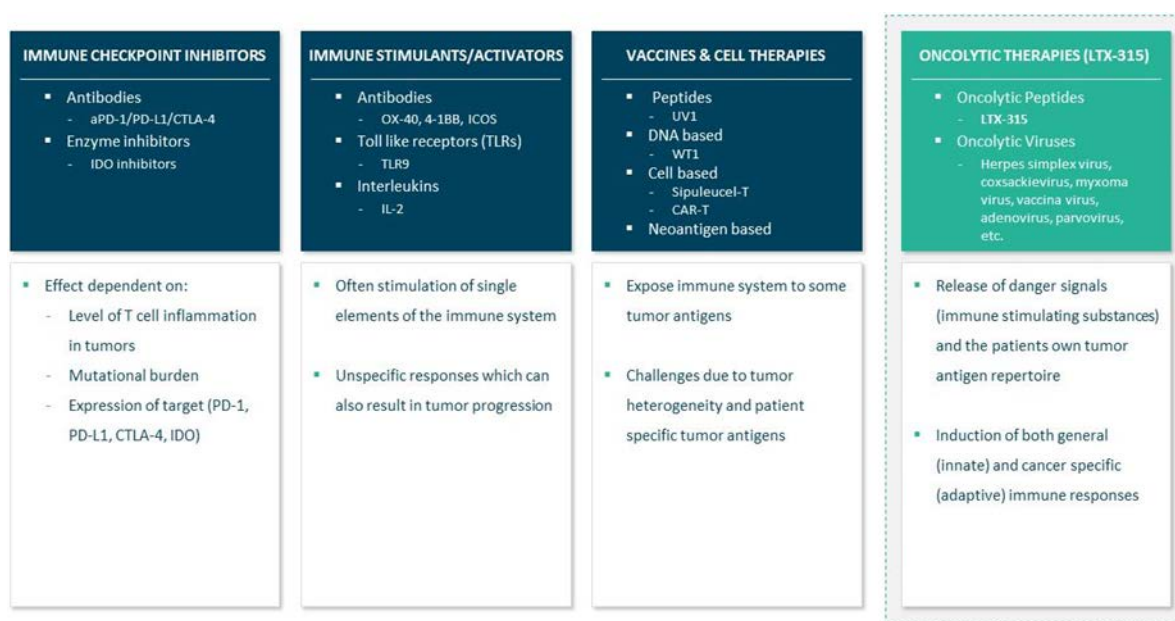 IMMUNE CHECKPOINT INHIBITORS
▪ Antibodies
- aPD-1/PD-L1/CTLA-4
▪ Enzyme inhibitors
- IDO inhibitors
▪ Effect dependent on:
- Level of T cell inflammation
in tumors
- Mutational burden
- Expression of target (PD-1,
PD-L1, CTLA-4, IDO)
IMMUNE STIMULANTS/ACTIVATORS
▪ Antibodies
- OX-40, 4-1BB, ICOS
▪ Toll like receptors (TLRs)
- TLR9
▪ Interleukins
- IL-2
▪ Often stimulation of single
elements of the immune system
▪ Unspecific responses which can
also result in tumor progression
VACCINES & CELL THERAPIES
▪ Peptides
- UV1
▪ DNA based
- WT1
▪ Cell based
- Sipuleucel-T
- CAR-T
▪ Neoantigen based
▪ Expose immune system to some
tumor antigens
▪ Challenges due to tumor
heterogeneity and patient
specific tumor antigens
ONCOLYTIC THERAPIES (LTX-315)
▪ Oncolytic Peptides
- LTX-315
▪ Oncolytic Viruses
- Herpes simplex virus,
coxsackievirus, myxoma
virus, vaccina virus,
adenovirus, parvovirus,
etc.
▪ Release of danger signals
(immune stimulating substances)
and the patients own tumor
antigen repertoire
▪ Induction of both general
(innate) and cancer specific
(adaptive) immune responses